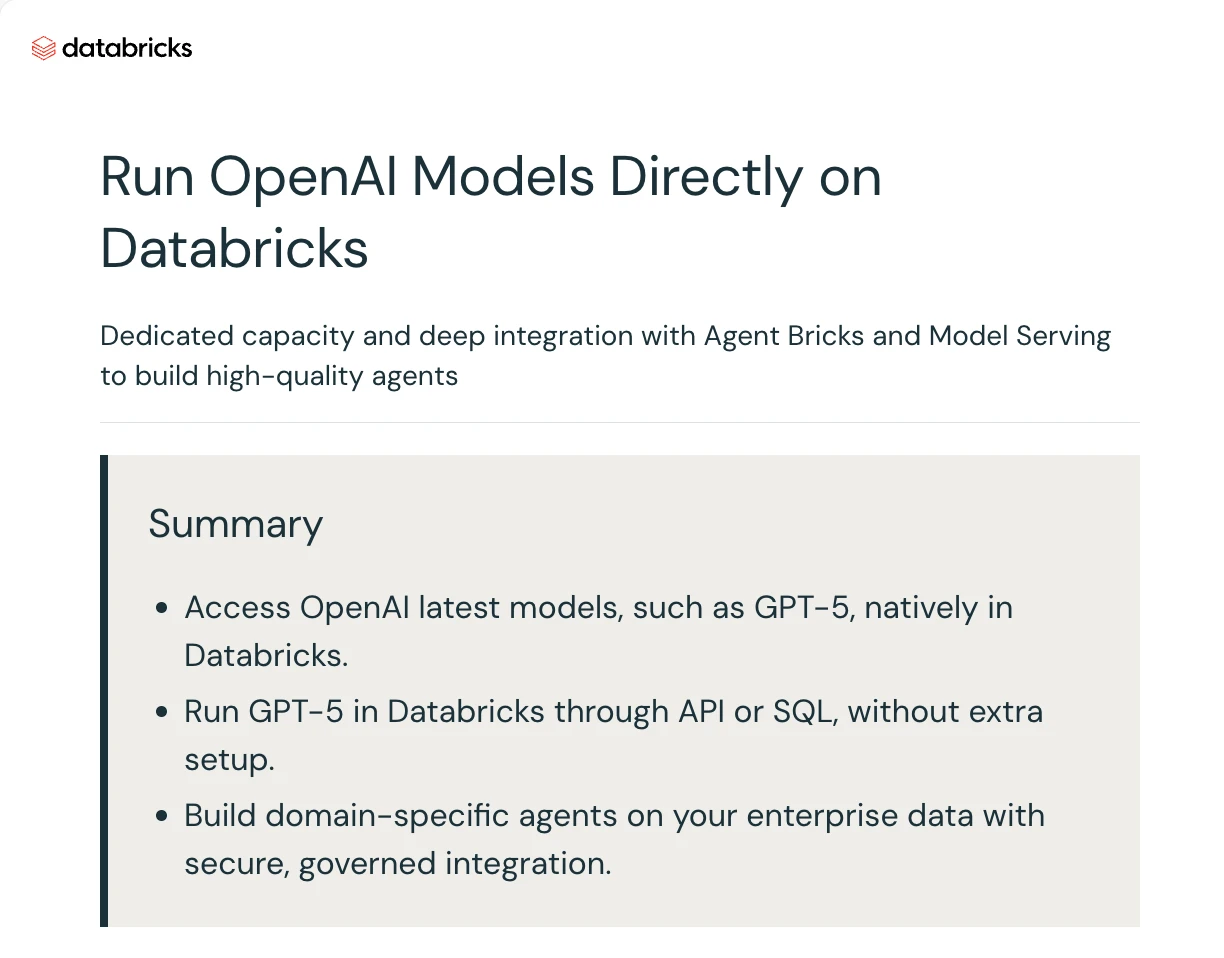 databricks
Run OpenAI Models Directly on
Databricks
Dedicated capacity and deep integration with Agent Bricks and Model Serving
to build high-quality agents
Summary
• Access OpenAI latest models, such as GPT-5, natively in
Databricks.
• Run GPT-5 in Databricks through API or SQL, without extra
setup.
• Build domain-specific agents on your enterprise data with
secure, governed integration.